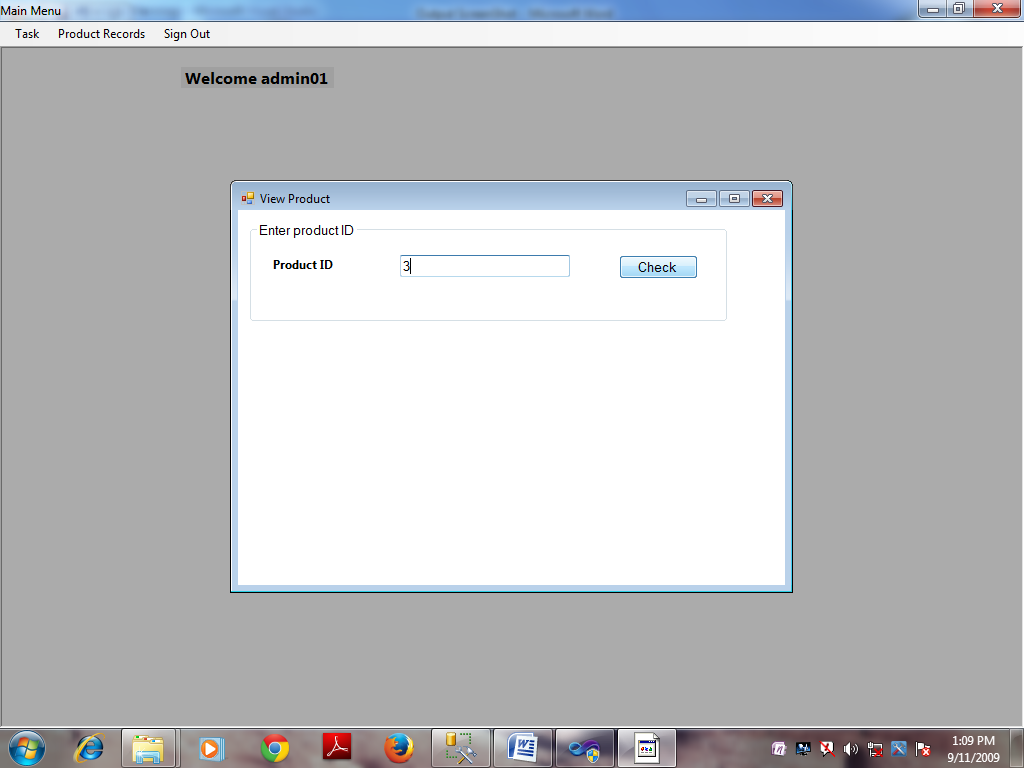 Main Menu
Task Product Records Sign Out
Welcome admin01
View Product
Enter product ID
Product ID 3 Check
1:09 PM
9/11/2009